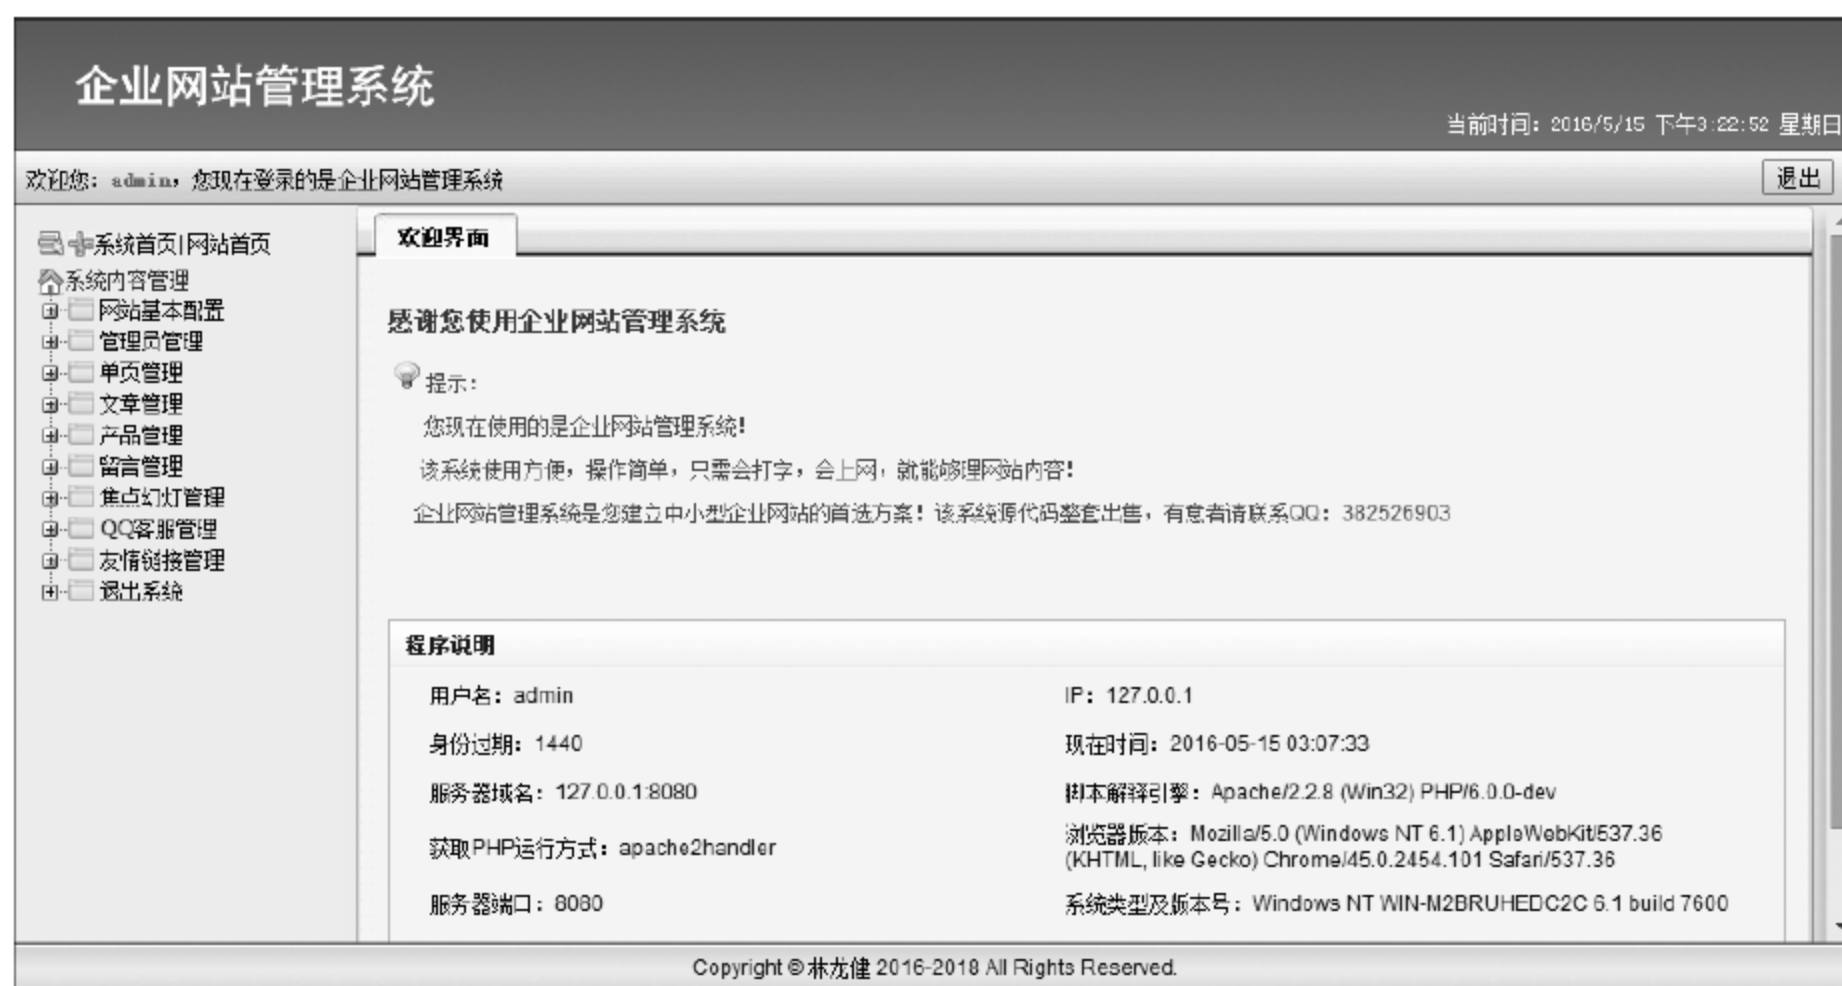 企业网站管理系统
当前时间：2016/5/15 下午3:22:52 星期日
欢迎您：admin，您现在登录的是企业网站管理系统
退出
系统首页|网站首页
系统内容管理
网站基本配置
管理员管理
单页管理
文章管理
产品管理
留言管理
焦点幻灯管理
QQ客服管理
友情链接管理
退出系统
欢迎界面
感谢您使用企业网站管理系统
提示：
您现在使用的是企业网站管理系统！
该系统使用方便，操作简单，只需会打字，会上网，就能够理网站内容！
企业网站管理系统是您建立中小型企业网站的首选方案！该系统源代码整套出售，有意者请联系QQ：382526903
程序说明
用户名：admin
IP：127.0.0.1
身份过期：1440
现在时间：2016-05-15 03:07:33
服务器域名：127.0.0.1:8080
脚本解释引擎：Apache/2.2.8 (Win32) PHP/6.0.0-dev
获取PHP运行方式：apache2handler
浏览器版本：Mozilla/5.0 (Windows NT 6.1) AppleWebKit/537.36
(KHTML, like Gecko) Chrome/45.0.2454.101 Safari/537.36
服务器端口：8080
系统类型及版本号：Windows NT WIN-M2BRUHEDC2C 6.1 build 7600
Copyright © 林龙健 2016-2018 All Rights Reserved.